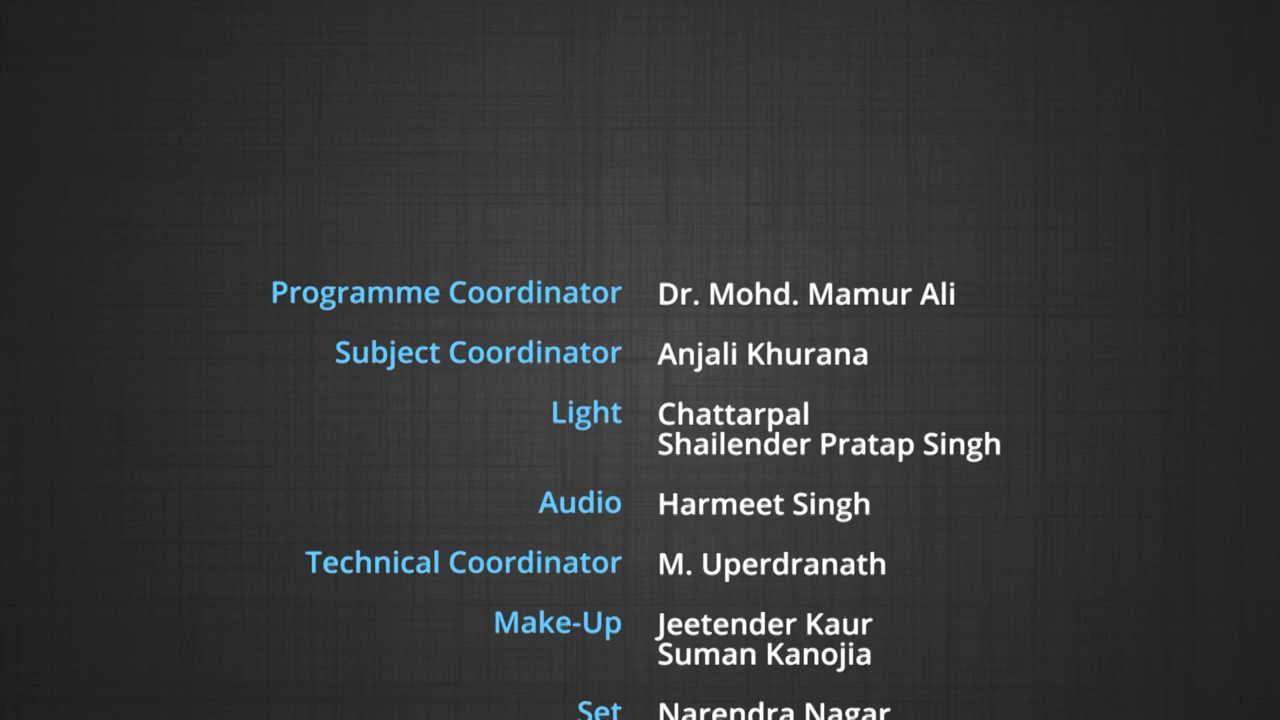 Programme Coordinator Dr. Mohd. Mamur Ali
Subject Coordinator Anjali Khurana
Light Chattarpal
Shailender Pratap Singh
Audio Harmeet Singh
Technical Coordinator M. Uperdranath
Make-Up Jeetender Kaur
Suman Kanojia
Set Narendra Nagar